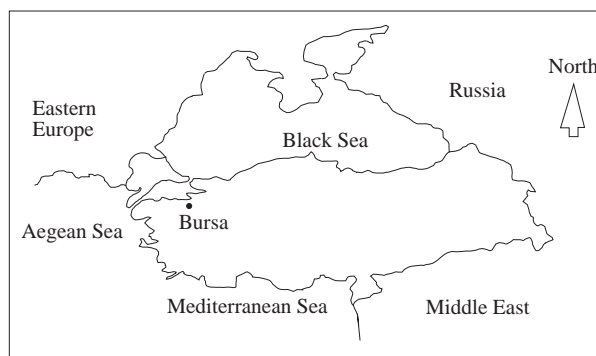 North
Russia
Eastern
Europe
Black Sea
Bursa
Aegean Sea
Mediterranean Sea
Middle East